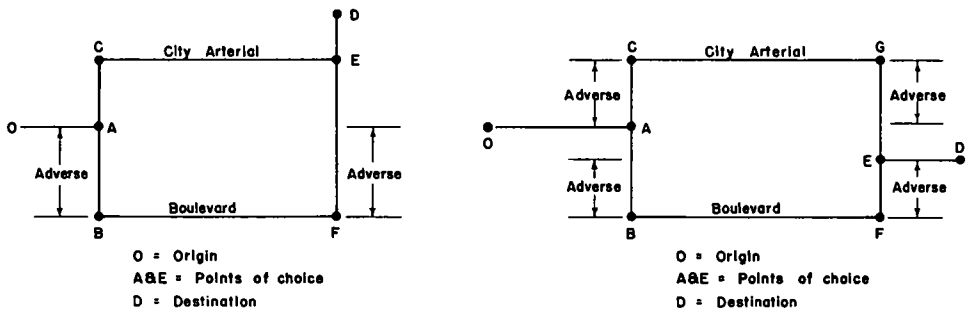 D
C
City Arterial
E
O
A
Adverse
Adverse
Boulevard
B
F
O = Origin
A&E = Points of choice
D = Destination
C
City Arterial
G
Adverse
Adverse
O
A
E
D
Adverse
Adverse
Boulevard
B
F
O = Origin
A&E = Points of choice
D = Destination